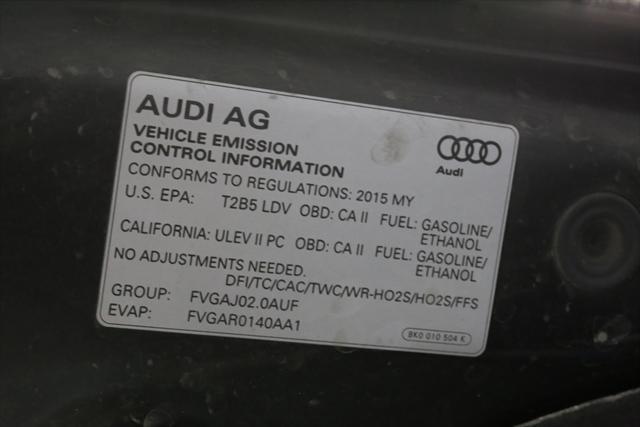 AUDI AG
VEHICLE EMISSION
CONTROL INFORMATION
Audi
CONFORMS TO REGULATIONS: 2015 MY
U.S. EPA: T2B5 LDV OBD: CA II FUEL: GASOLINE/
ETHANOL
CALIFORNIA: ULEV II PC OBD: CA II FUEL: GASOLINE/
ETHANOL
NO ADJUSTMENTS NEEDED.
DFI/TC/CAC/TWC/WR-HO2S/HO2S/FFS
GROUP: FVGAJ02.0AUF
EVAP: FVGAR0140AA1
8K0 010 504 K